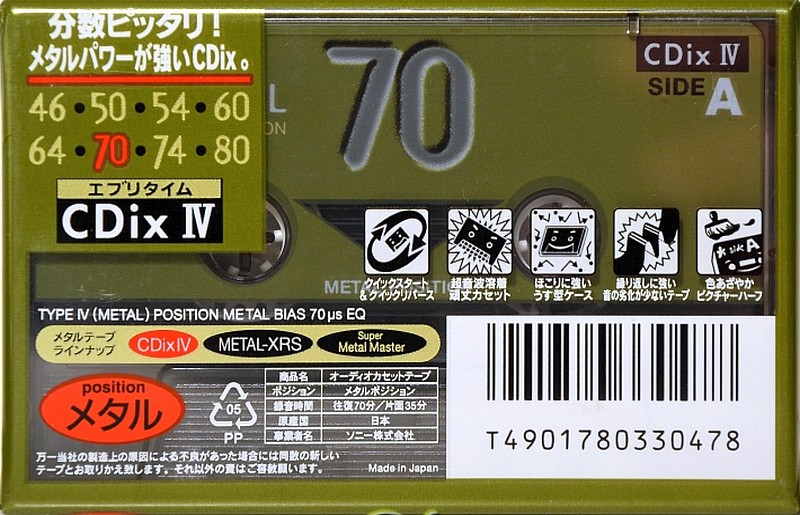 分数ピッタリ!
メタルパワーが強いCDix。
46・50・54・60
64・70・74・80
エブリタイム
CDix Ⅳ
L
ON
70
CDix Ⅳ
SIDE A
クイックスタート
&クイックリバース
超音波溶着
頑丈カセット
ほこりに強い
うす型ケース
繰り返しに強い
音の劣化が少ないテープ
色あざやか
ピクチャーハーフ
TYPE Ⅳ (METAL) POSITION METAL BIAS 70 μs EQ
メタルテープ
ラインナップ
CDixⅣ
METAL-XRS
Super
Metal Master
position
メタル
05
PP
商品名 オーディオカセットテープ
ポジション メタルポジション
録音時間 往復70分/片面35分
原産国 日本
事業者名 ソニー株式会社
万一当社の製造上の原因による不良があった場合には同数の新しい
テープとお取りかえ致します。それ以外の責はご容赦願います。
Made in Japan
T4901780330478